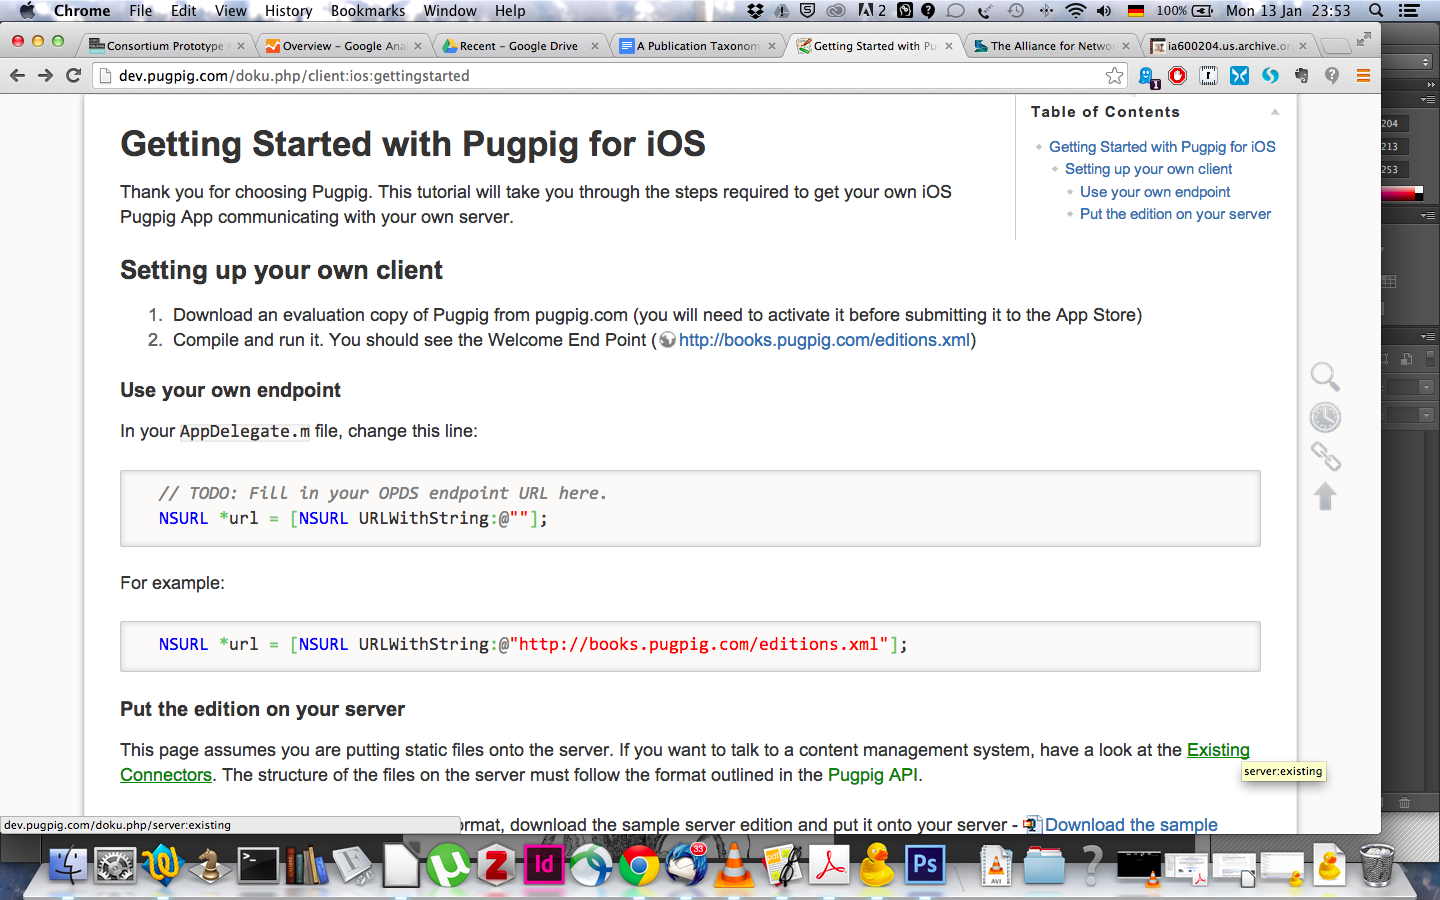 Chrome File Edit View History Bookmarks Window Help 2 100% Mon 13 Jan 23:53
Consortium Prototype
Overview – Google Ana
Recent – Google Drive
A Publication Taxonom
Getting Started with Pu
The Alliance for Networ
ia600204.us.archive.or
dev.pugpig.com/doku.php/client:ios:gettingstarted
1
204
213
253
Getting Started with Pugpig for iOS
Thank you for choosing Pugpig. This tutorial will take you through the steps required to get your own iOS
Pugpig App communicating with your own server.
Table of Contents
Getting Started with Pugpig for iOS
Setting up your own client
Use your own endpoint
Put the edition on your server
Setting up your own client
1. Download an evaluation copy of Pugpig from pugpig.com (you will need to activate it before submitting it to the App Store)
2. Compile and run it. You should see the Welcome End Point (http://books.pugpig.com/editions.xml)
Use your own endpoint
In your AppDelegate.m file, change this line:
// TODO: Fill in your OPDS endpoint URL here.
NSURL *url = [NSURL URLWithString:@""];
For example:
NSURL *url = [NSURL URLWithString:@"http://books.pugpig.com/editions.xml"];
Put the edition on your server
This page assumes you are putting static files onto the server. If you want to talk to a content management system, have a look at the Existing
Connectors. The structure of the files on the server must follow the format outlined in the Pugpig API.
server:existing
dev.pugpig.com/doku.php/server:existing
ormat, download the sample server edition and put it onto your server - Download the sample
33
Id
Ps
AVI